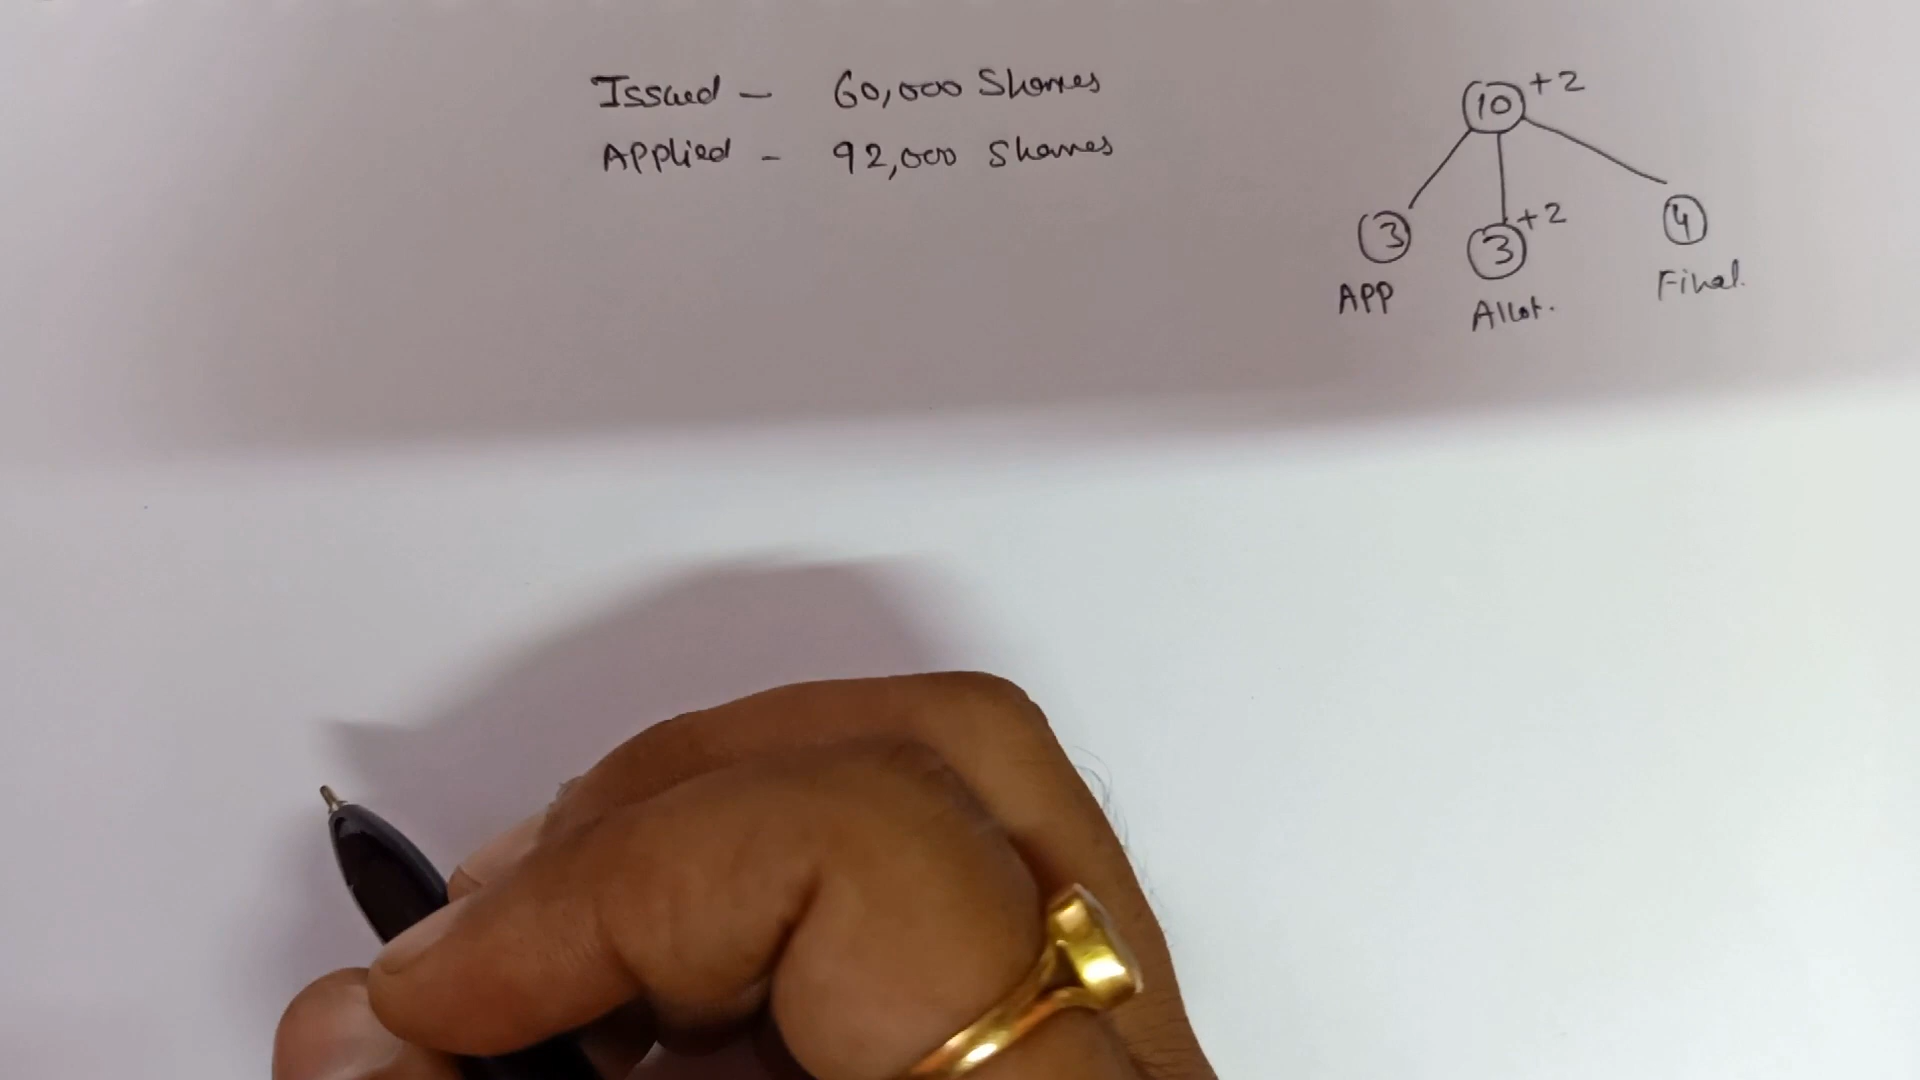 Issued - 60,000 Shares
Applied - 92,000 Shares
10 +2
3
3 +2
4
APP
Allot.
Final.